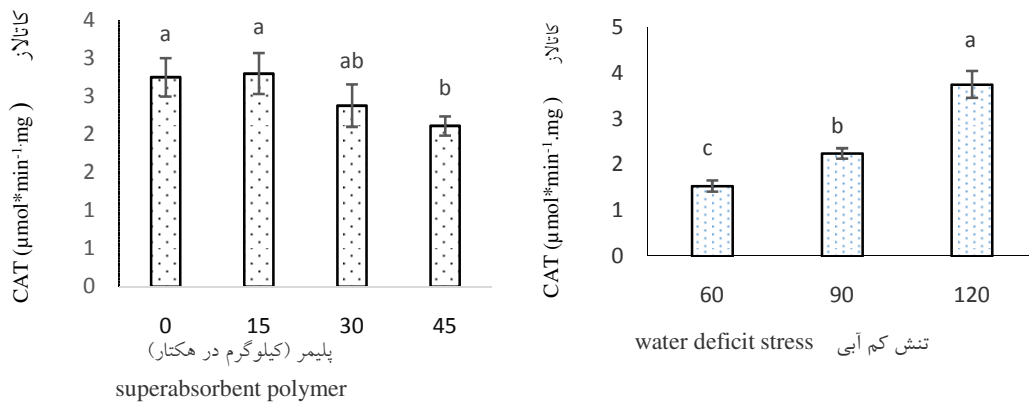 کاتالاز
CAT (µmol*min-1.mg )
4
3
3
2
2
1
1
0
a
a
ab
b
0 15 30 45
پلیمر (کیلوگرم در هکتار)
superabsorbent polymer
کاتالاز
CAT (µmol*min-1.mg )
5
4
3
2
1
0
c
b
a
60 90 120
water deficit stress تنش کم آبی